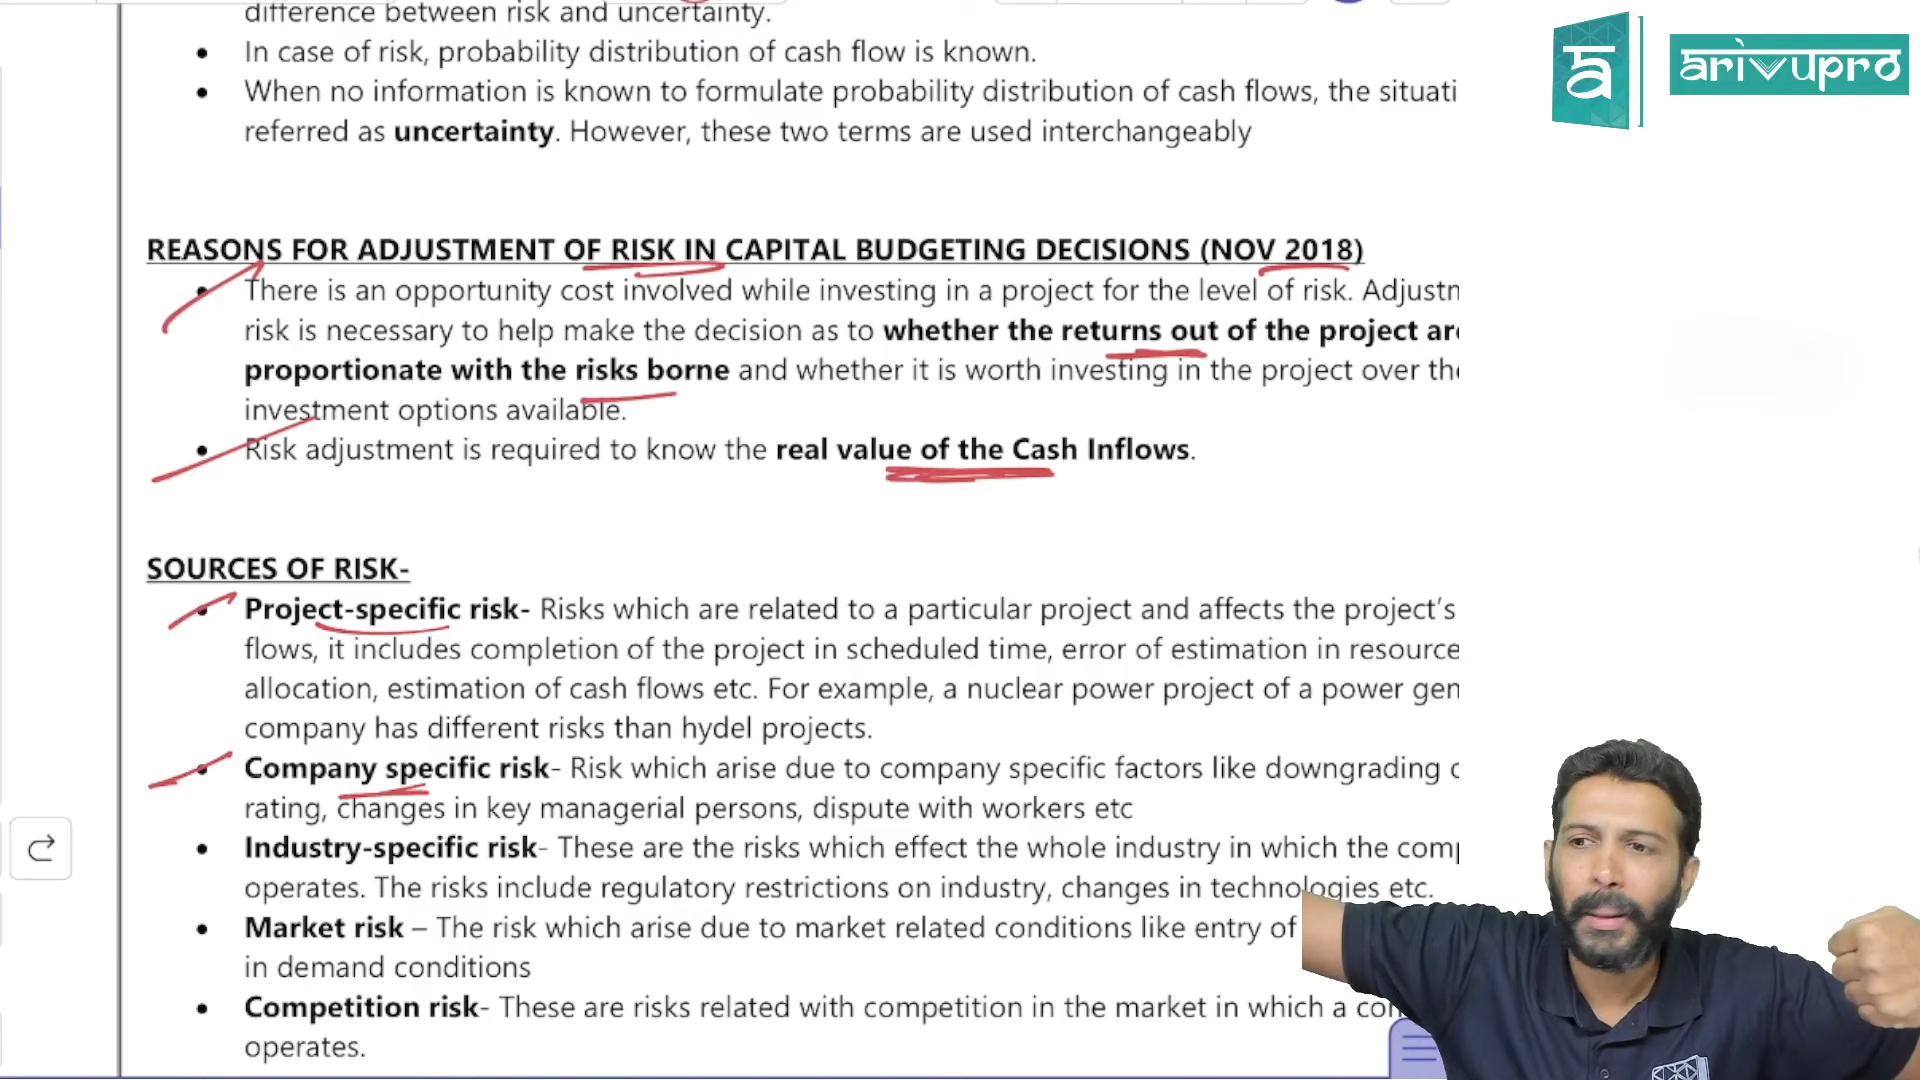 difference between risk and uncertainty.
• In case of risk, probability distribution of cash flow is known.
• When no information is known to formulate probability distribution of cash flows, the situati
referred as uncertainty. However, these two terms are used interchangeably
REASONS FOR ADJUSTMENT OF RISK IN CAPITAL BUDGETING DECISIONS (NOV 2018)
• There is an opportunity cost involved while investing in a project for the level of risk. Adjustm
risk is necessary to help make the decision as to whether the returns out of the project are
proportionate with the risks borne and whether it is worth investing in the project over the
investment options available.
• Risk adjustment is required to know the real value of the Cash Inflows.
SOURCES OF RISK-
• Project-specific risk- Risks which are related to a particular project and affects the project's
flows, it includes completion of the project in scheduled time, error of estimation in resource
allocation, estimation of cash flows etc. For example, a nuclear power project of a power gen
company has different risks than hydel projects.
• Company specific risk- Risk which arise due to company specific factors like downgrading
rating, changes in key managerial persons, dispute with workers etc
• Industry-specific risk- These are the risks which effect the whole industry in which the comp
operates. The risks include regulatory restrictions on industry, changes in technologies etc.
• Market risk – The risk which arise due to market related conditions like entry of
in demand conditions
• Competition risk- These are risks related with competition in the market in which a com
operates.
arivupro